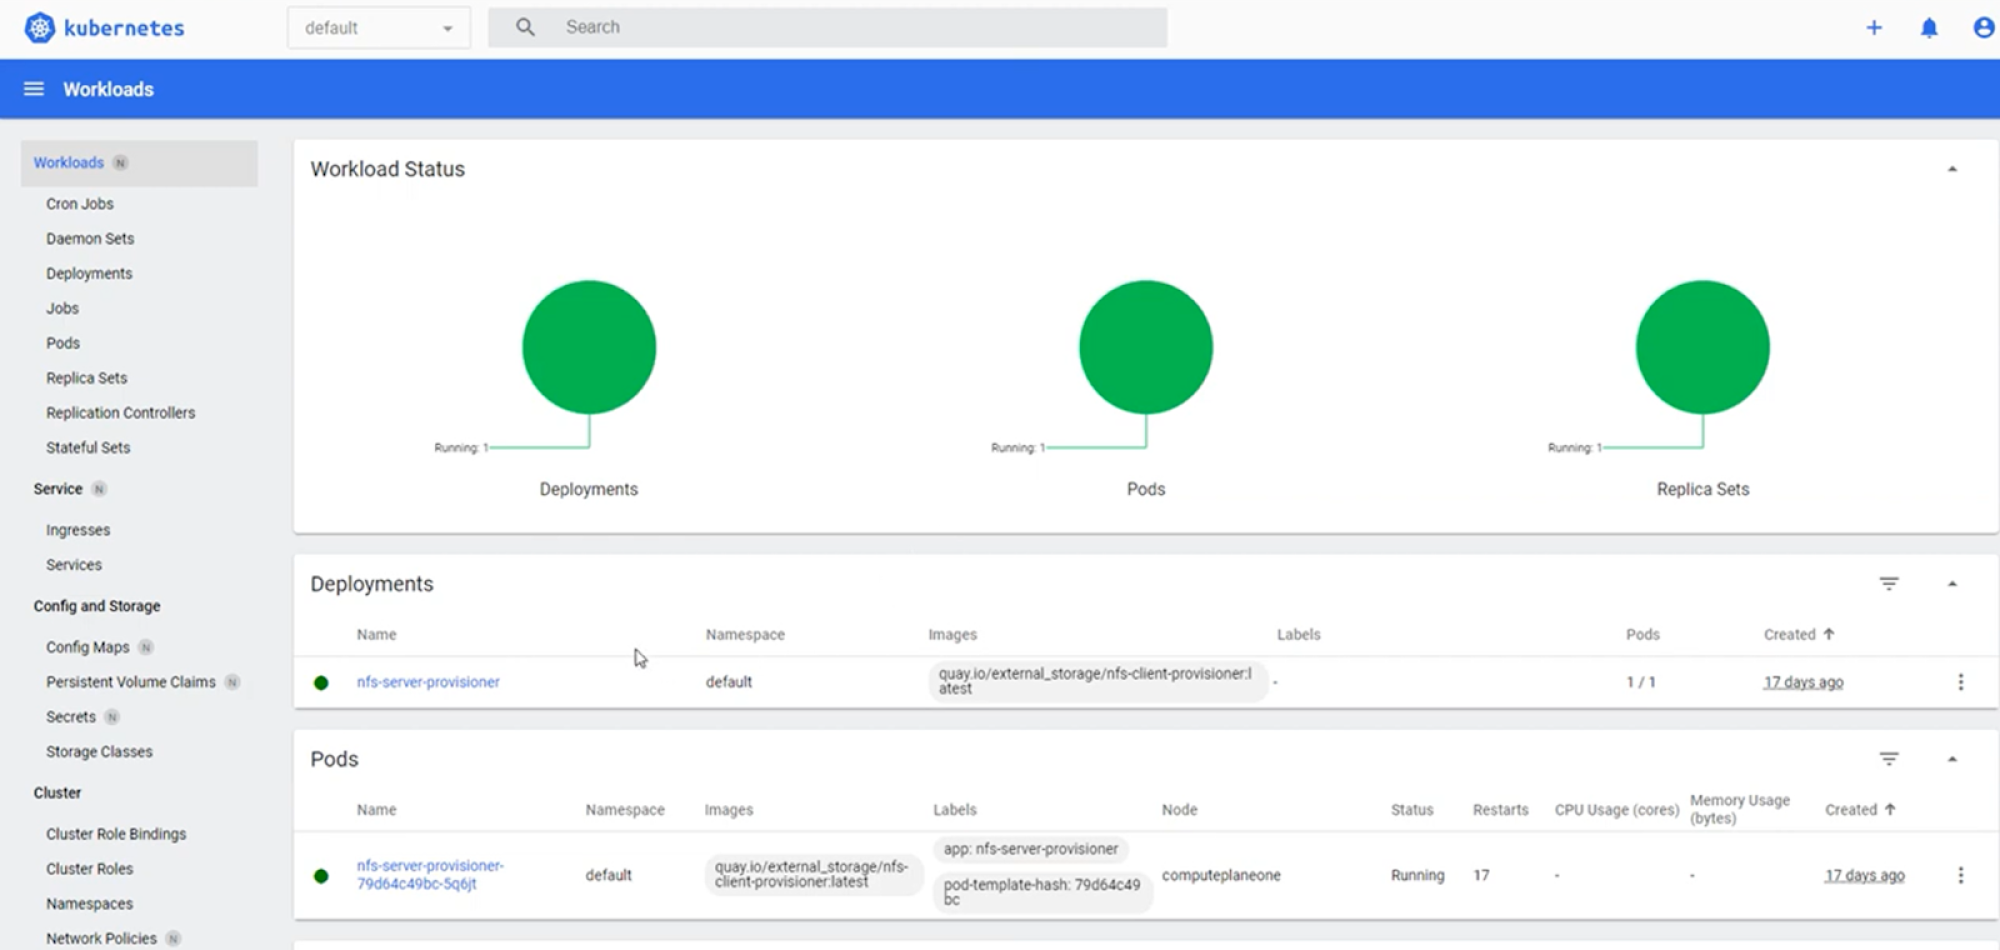 kubernetes
default
Search
Workloads
Workloads N
Cron Jobs
Daemon Sets
Deployments
Jobs
Pods
Replica Sets
Replication Controllers
Stateful Sets
Service N
Ingresses
Services
Config and Storage
Config Maps N
Persistent Volume Claims N
Secrets N
Storage Classes
Cluster
Cluster Role Bindings
Cluster Roles
Namespaces
Network Policies N
Workload Status
Running: 1
Running: 1
Running: 1
Deployments
Pods
Replica Sets
Deployments
Name Namespace Images Labels Pods Created
nfs-server-provisioner default quay.io/external_storage/nfs-client-provisioner:l - 1 / 1 17 days ago
atest
Pods
Name Namespace Images Labels Node Status Restarts CPU Usage (cores) Memory Usage Created
(bytes)
app: nfs-server-provisioner
nfs-server-provisioner- quay.io/external_storage/nfs-
default computeplaneone Running 17 - - 17 days ago
79d64c49bc-5q6jt client-provisioner:latest pod-template-hash: 79d64c49
bc